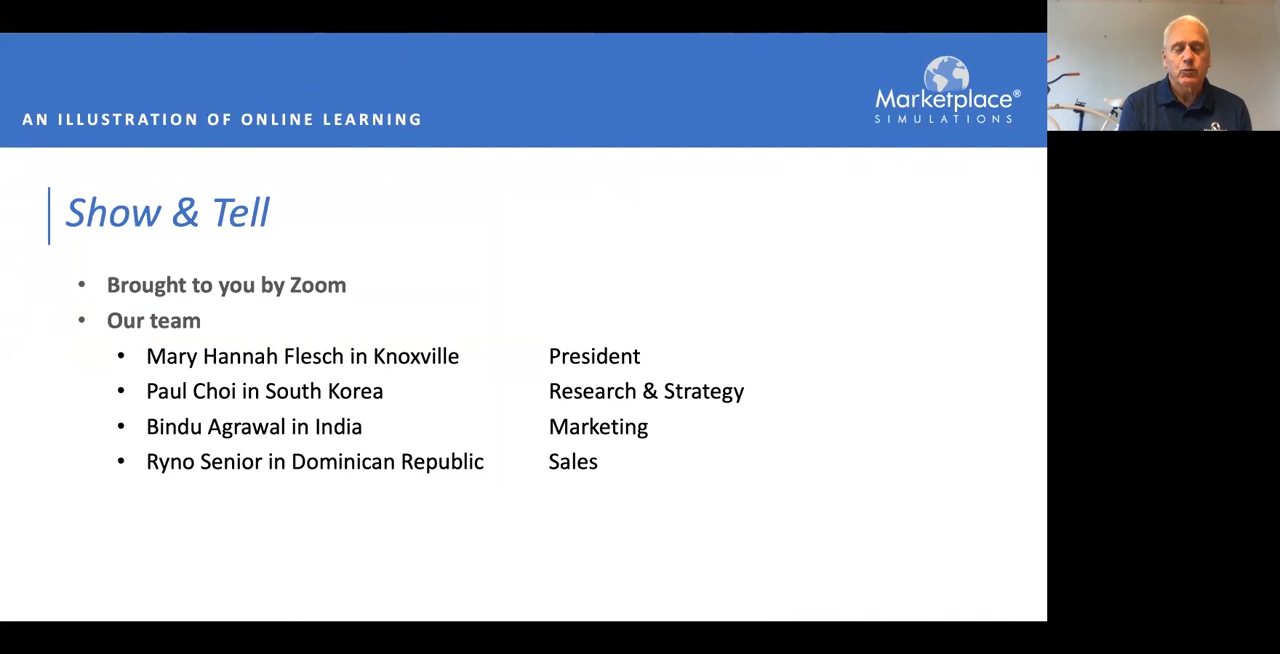 AN ILLUSTRATION OF ONLINE LEARNING
Marketplace®
SIMULATIONS
Show & Tell
• Brought to you by Zoom
• Our team
• Mary Hannah Flesch in Knoxville President
• Paul Choi in South Korea Research & Strategy
• Bindu Agrawal in India Marketing
• Ryno Senior in Dominican Republic Sales